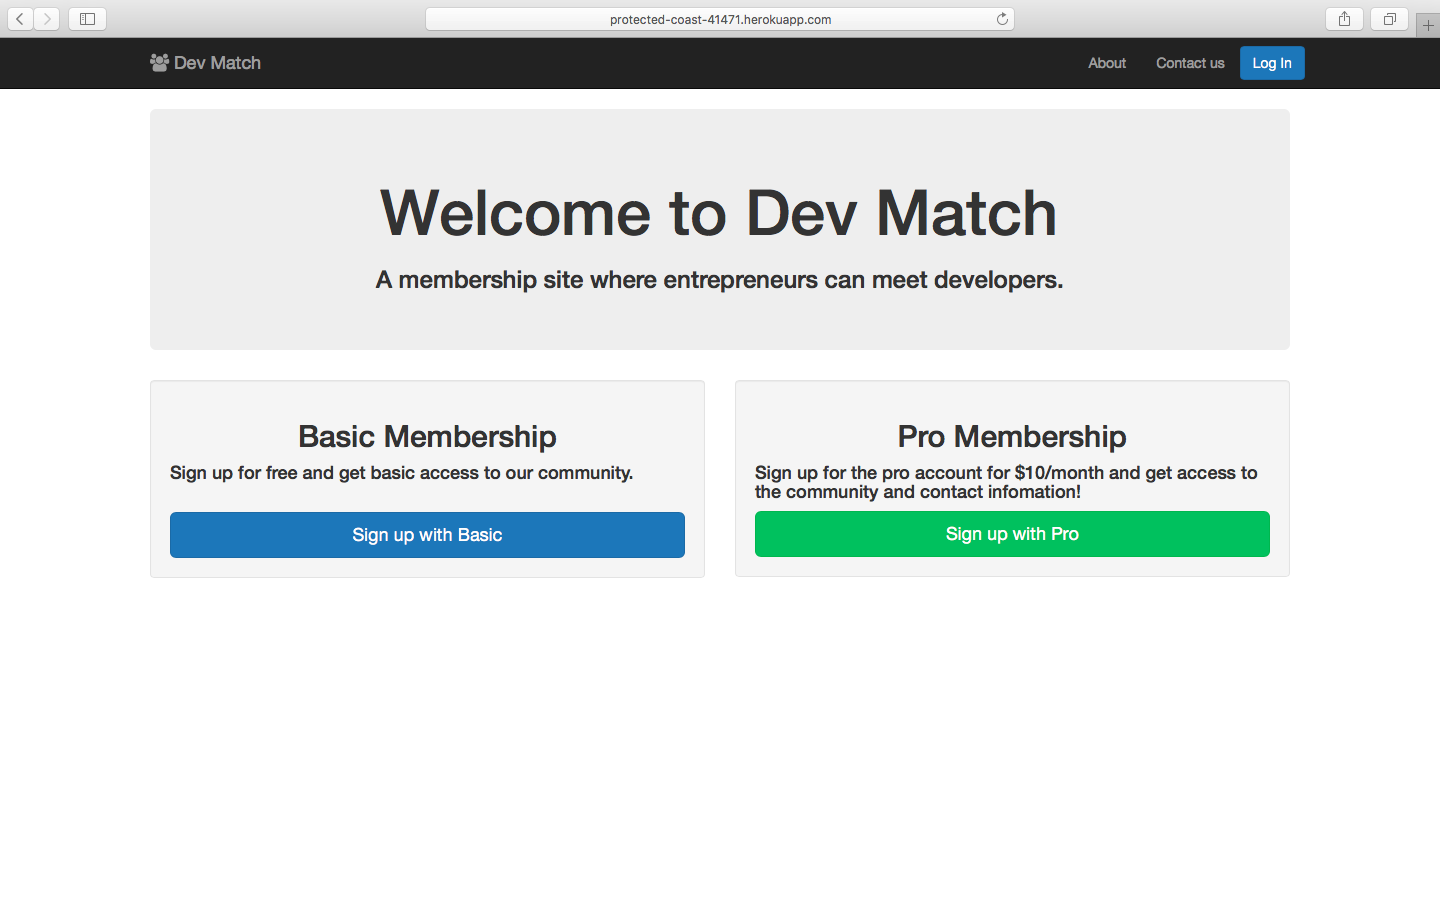 protected-coast-41471.herokuapp.com
Dev Match
About
Contact us
Log In
Welcome to Dev Match
A membership site where entrepreneurs can meet developers.
Basic Membership
Sign up for free and get basic access to our community.
Sign up with Basic
Pro Membership
Sign up for the pro account for $10/month and get access to
the community and contact infomation!
Sign up with Pro